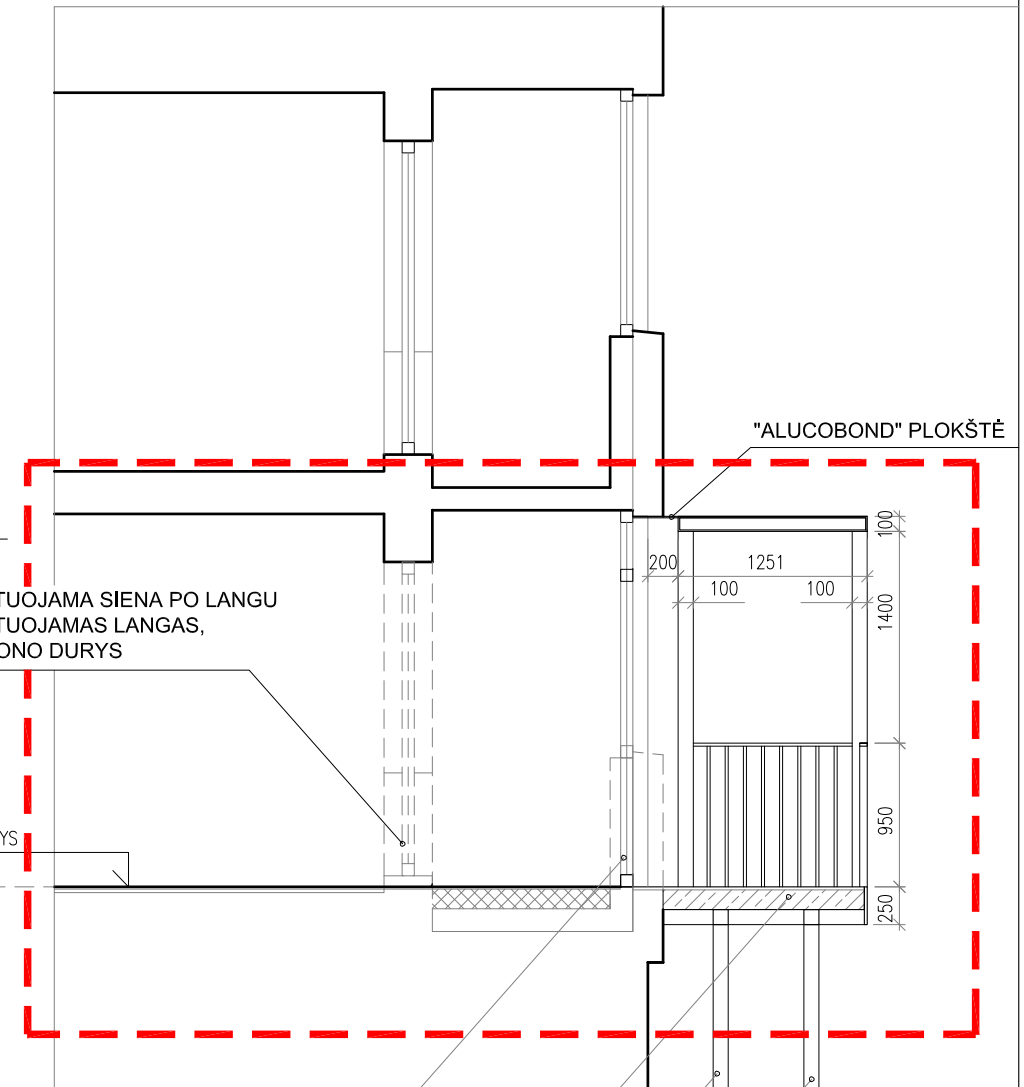 "ALUCOBOND" PLOKŠTĖ
100
200
1251
100
100
1400
TUOJAMA SIENA PO LANGU
TUOJAMAS LANGAS,
ONO DURYS
950
YS
250